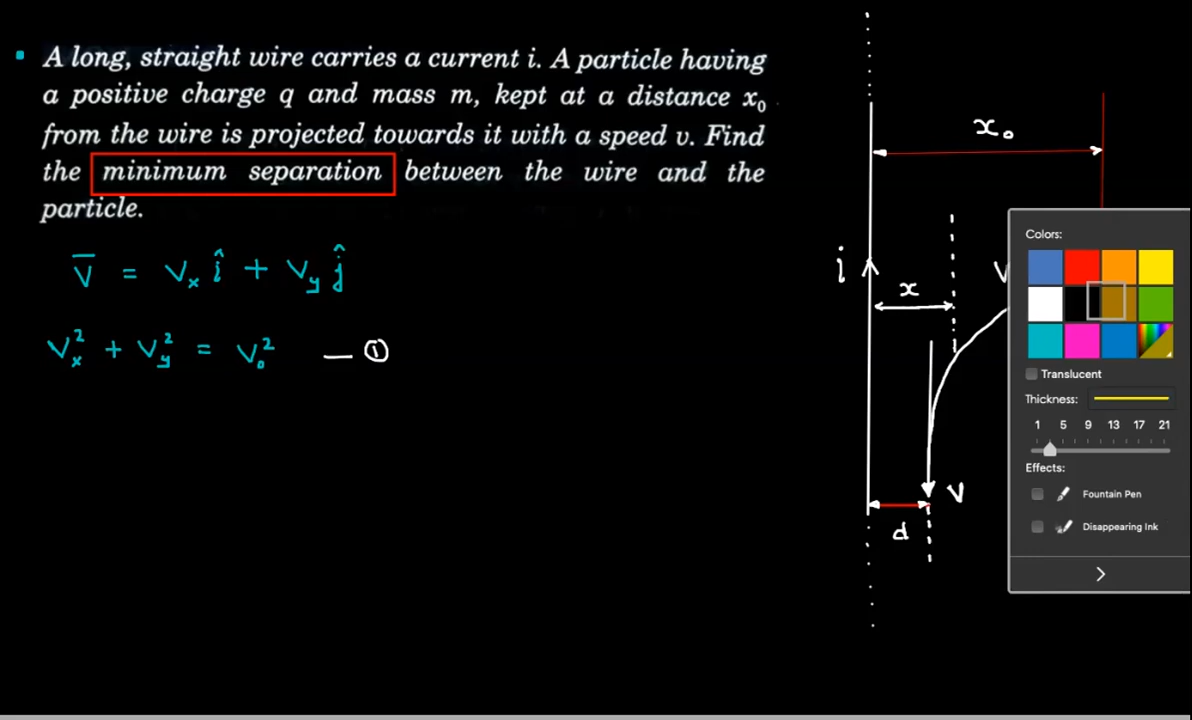 A long, straight wire carries a current i. A particle having
a positive charge q and mass m, kept at a distance x₀
from the wire is projected towards it with a speed v. Find
the minimum separation between the wire and the
particle.
V̅ = Vₓ î + V_y ĵ
Vₓ² + V_y² = V₀² — ①
x₀
i
x
V
V
d
Colors:
Translucent
Thickness:
1 5 9 13 17 21
Effects:
Fountain Pen
Disappearing Ink